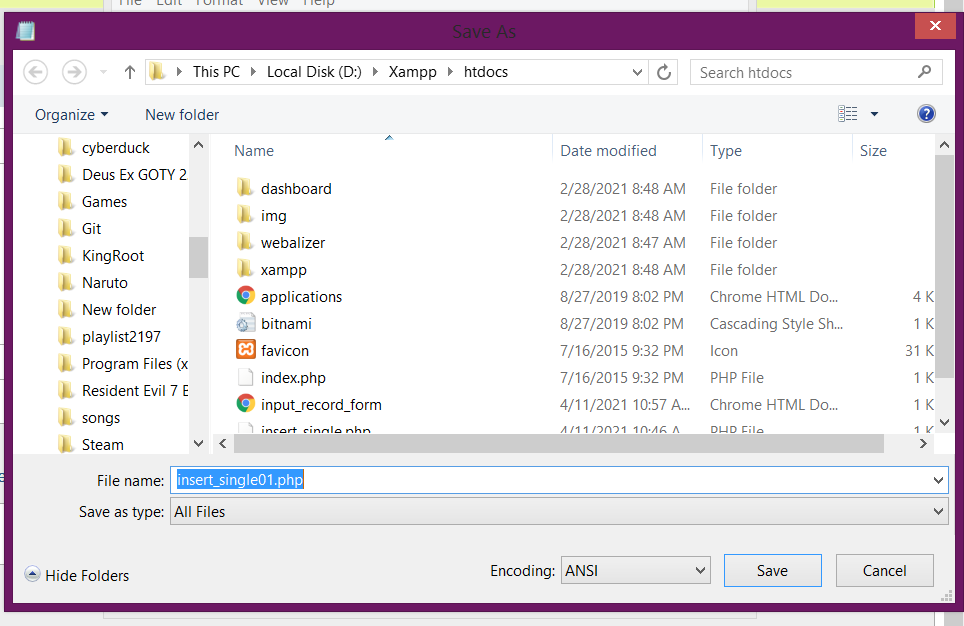 File Edit Format View Help
Save As
This PC Local Disk (D:) Xampp htdocs
Search htdocs
Organize
New folder
Name
Date modified
Type
Size
cyberduck
Deus Ex GOTY 2
Games
Git
KingRoot
Naruto
New folder
playlist2197
Program Files (x
Resident Evil 7 B
songs
Steam
dashboard 2/28/2021 8:48 AM File folder
img 2/28/2021 8:48 AM File folder
webalizer 2/28/2021 8:47 AM File folder
xampp 2/28/2021 8:48 AM File folder
applications 8/27/2019 8:02 PM Chrome HTML Do... 4 K
bitnami 8/27/2019 8:02 PM Cascading Style Sh... 1 K
favicon 7/16/2015 9:32 PM Icon 31 K
index.php 7/16/2015 9:32 PM PHP File 1 K
input_record_form 4/11/2021 10:57 A... Chrome HTML Do... 1 K
insert_single.php 4/11/2021 10:46 A PHP File 1 K
File name: insert_single01.php
Save as type: All Files
Hide Folders
Encoding: ANSI
Save
Cancel